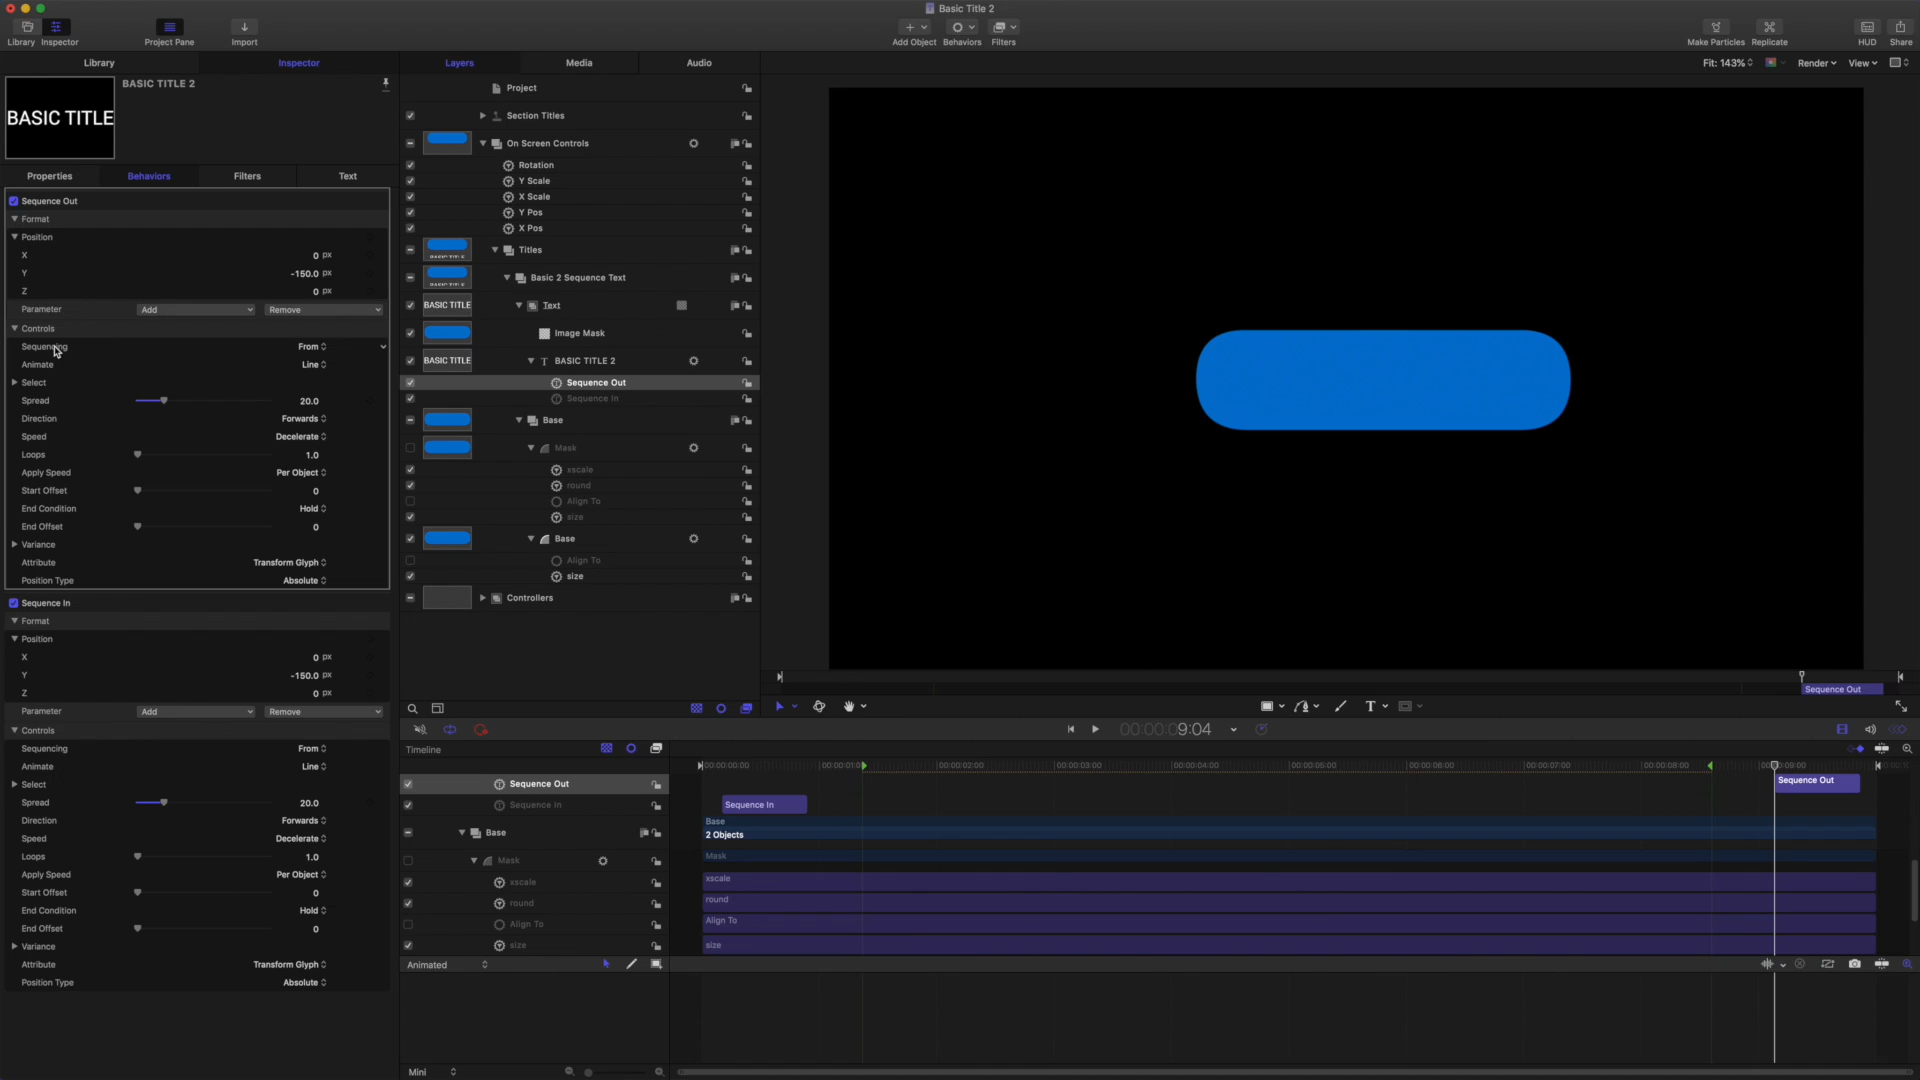 Basic Title 2
Library
Inspector
Project Pane
Import
Add Object
Behaviors
Filters
Make Particles
Replicate
HUD
Share
Library
Inspector
Layers
Media
Audio
Fit: 143%
Render
View
BASIC TITLE
BASIC TITLE 2
Properties
Behaviors
Filters
Text
Sequence Out
Format
Position
X 0 px
Y -150.0 px
Z 0 px
Parameter Add Remove
Controls
Sequencing From
Animate Line
Select
Spread 20.0
Direction Forwards
Speed Decelerate
Loops 1.0
Apply Speed Per Object
Start Offset 0
End Condition Hold
End Offset 0
Variance
Attribute Transform Glyph
Position Type Absolute
Sequence In
Format
Position
X 0 px
Y -150.0 px
Z 0 px
Parameter Add Remove
Controls
Sequencing From
Animate Line
Select
Spread 20.0
Direction Forwards
Speed Decelerate
Loops 1.0
Apply Speed Per Object
Start Offset 0
End Condition Hold
End Offset 0
Variance
Attribute Transform Glyph
Position Type Absolute
Project
Section Titles
On Screen Controls
Rotation
Y Scale
X Scale
Y Pos
X Pos
Titles
Basic 2 Sequence Text
BASIC TITLE Text
Image Mask
BASIC TITLE T BASIC TITLE 2
Sequence Out
Sequence In
Base
Mask
xscale
round
Align To
size
Base
Align To
size
Controllers
Sequence Out
T
00:00:00:09:04
Timeline
00:00:00:00 00:00:01:00 00:00:02:00 00:00:03:00 00:00:04:00 00:00:05:00 00:00:06:00 00:00:07:00 00:00:08:00
Sequence Out
Sequence Out
Sequence In
Sequence In
Base
Base
2 Objects
Mask
Mask
xscale
xscale
round
round
Align To
Align To
size
size
Animated
Mini